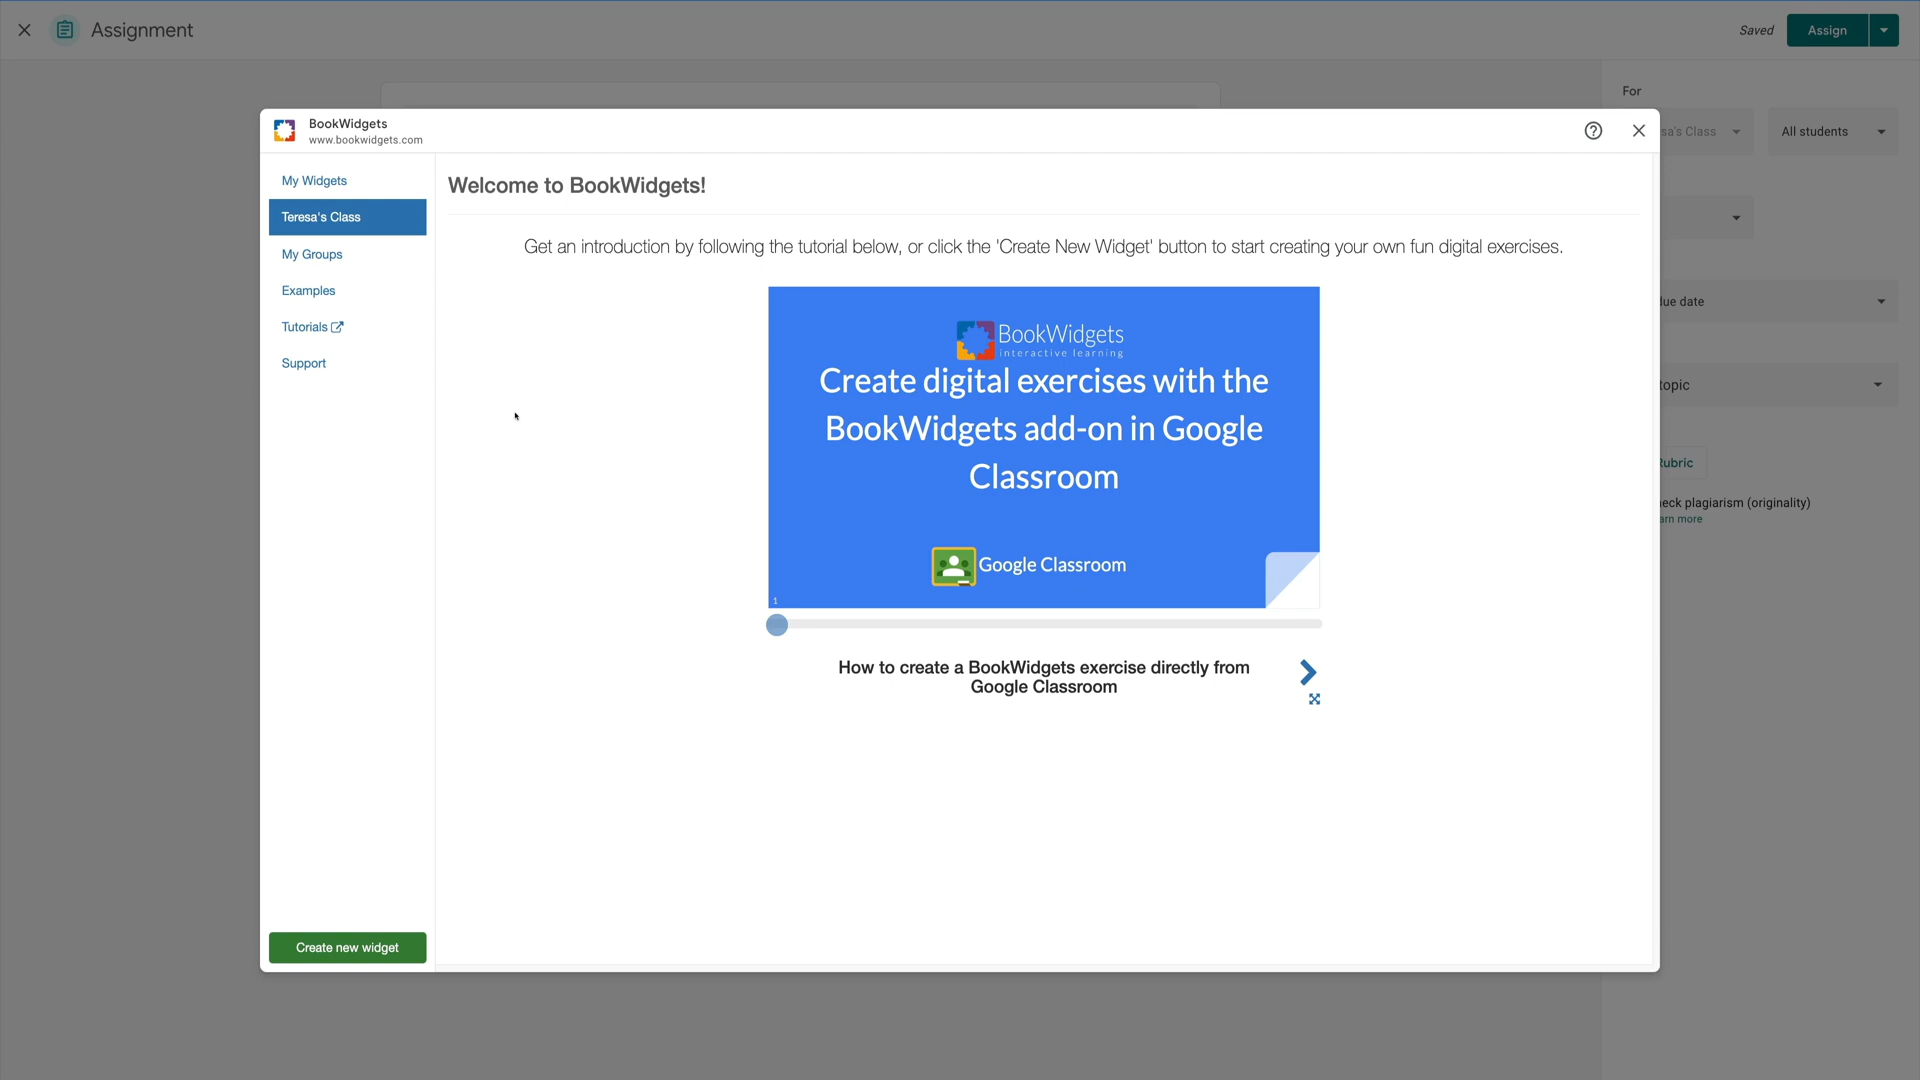 Assignment
Saved
Assign
For
sa's Class
All students
BookWidgets
www.bookwidgets.com
My Widgets
Teresa's Class
My Groups
Examples
Tutorials
Support
Create new widget
Welcome to BookWidgets!
Get an introduction by following the tutorial below, or click the 'Create New Widget' button to start creating your own fun digital exercises.
BookWidgets
interactive learning
Create digital exercises with the
BookWidgets add-on in Google
Classroom
Google Classroom
1
How to create a BookWidgets exercise directly from
Google Classroom
due date
topic
Rubric
eck plagiarism (originality)
arn more